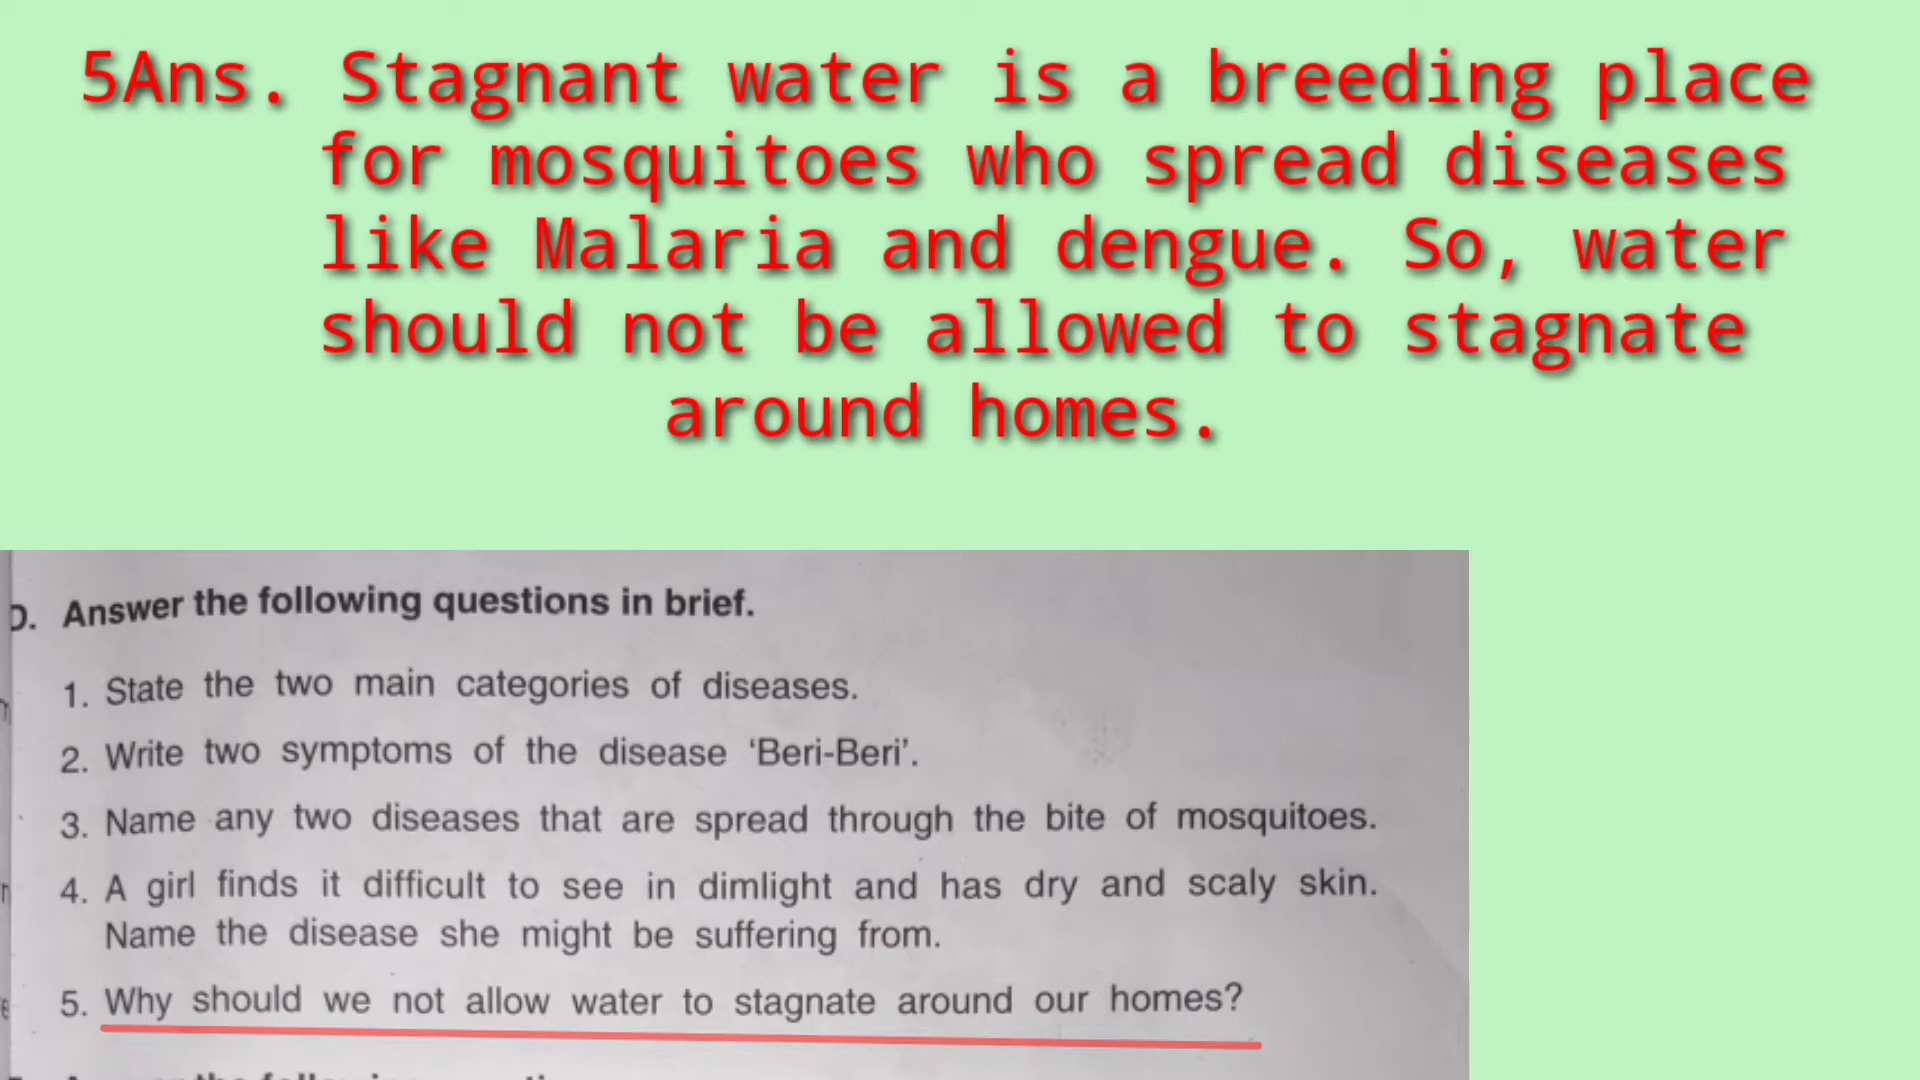 5Ans. Stagnant water is a breeding place
for mosquitoes who spread diseases
like Malaria and dengue. So, water
should not be allowed to stagnate
around homes.
D. Answer the following questions in brief.
1. State the two main categories of diseases.
2. Write two symptoms of the disease ‘Beri-Beri’.
3. Name any two diseases that are spread through the bite of mosquitoes.
4. A girl finds it difficult to see in dimlight and has dry and scaly skin.
Name the disease she might be suffering from.
5. Why should we not allow water to stagnate around our homes?